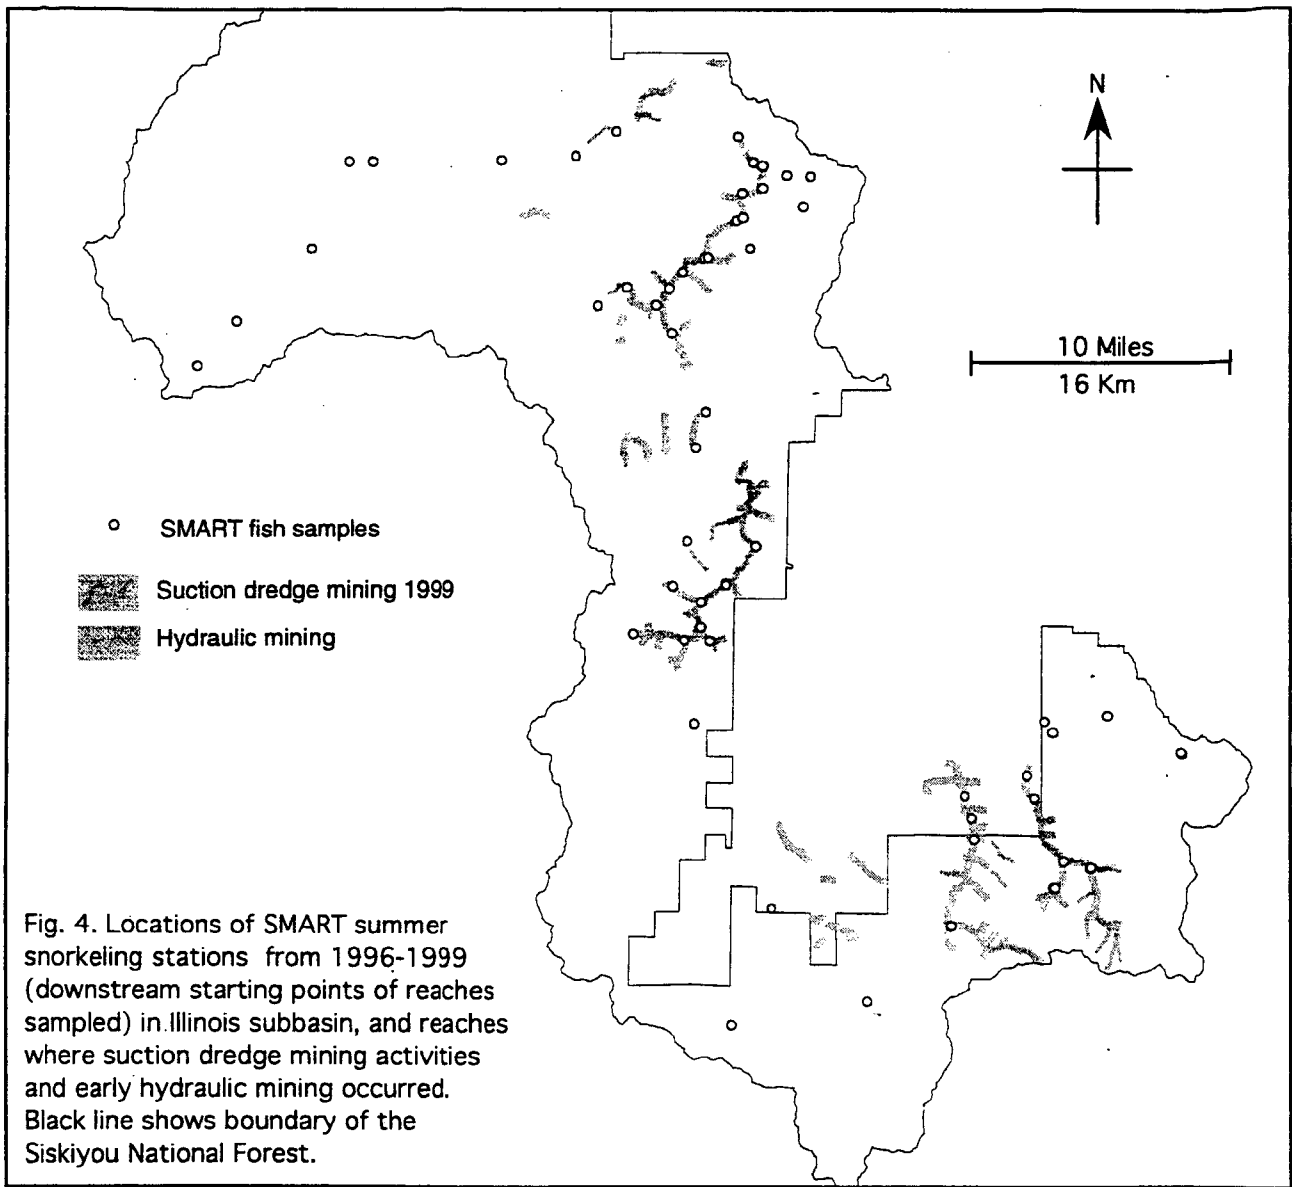 N
10 Miles
16 Km
SMART fish samples
Suction dredge mining 1999
Hydraulic mining
Fig. 4. Locations of SMART summer
snorkeling stations from 1996-1999
(downstream starting points of reaches
sampled) in Illinois subbasin, and reaches
where suction dredge mining activities
and early hydraulic mining occurred.
Black line shows boundary of the
Siskiyou National Forest.